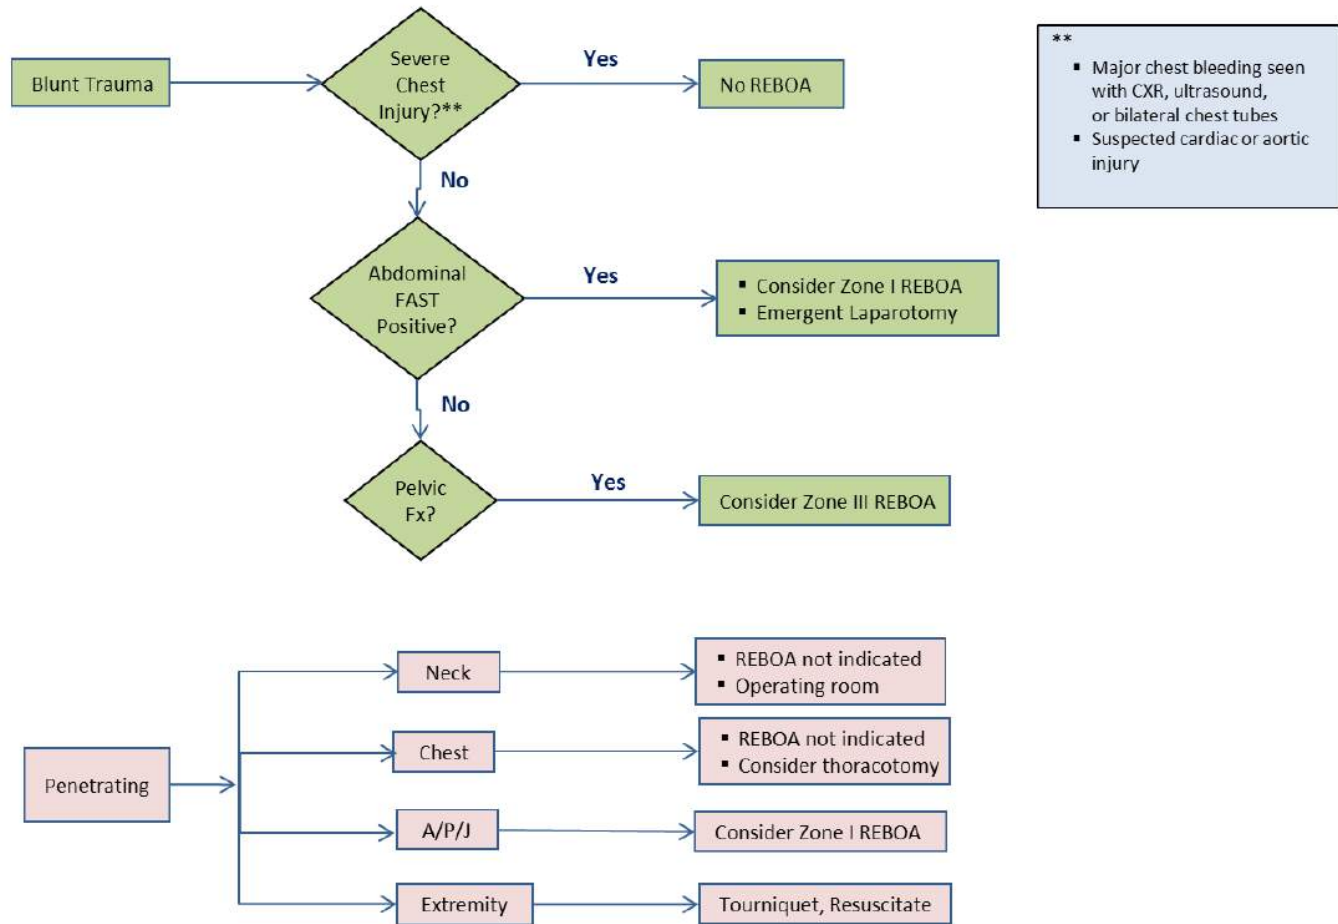 Blunt Trauma
Severe
Chest
Injury?**
Yes
No REBOA
**
▪ Major chest bleeding seen
with CXR, ultrasound,
or bilateral chest tubes
▪ Suspected cardiac or aortic
injury
No
Abdominal
FAST
Positive?
Yes
▪ Consider Zone I REBOA
▪ Emergent Laparotomy
No
Pelvic
Fx?
Yes
Consider Zone III REBOA
Penetrating
Neck
▪ REBOA not indicated
▪ Operating room
Chest
▪ REBOA not indicated
▪ Consider thoracotomy
A/P/J
Consider Zone I REBOA
Extremity
Tourniquet, Resuscitate